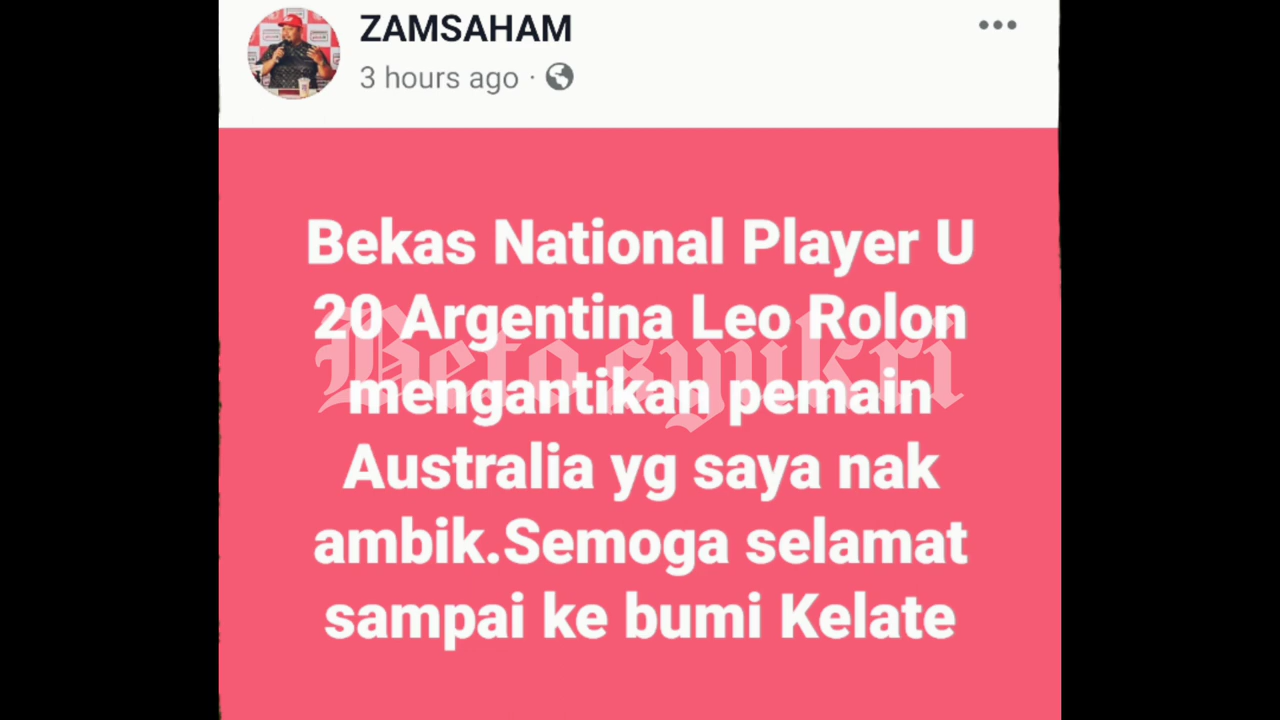 ZAMSAHAM
3 hours ago ·
Bekas National Player U
20 Argentina Leo Rolon
mengantikan pemain
Australia yg saya nak
ambik.Semoga selamat
sampai ke bumi Kelate
Betosyukri